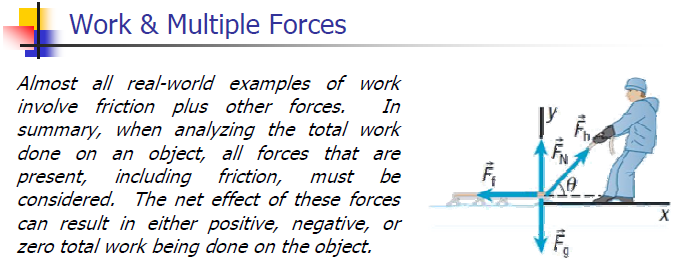 Work & Multiple Forces
Almost all real-world examples of work
involve friction plus other forces. In
summary, when analyzing the total work
done on an object, all forces that are
present, including friction, must be
considered. The net effect of these forces
can result in either positive, negative, or
zero total work being done on the object.
y
F⃗h
F⃗N
F⃗f
θ
x
F⃗g